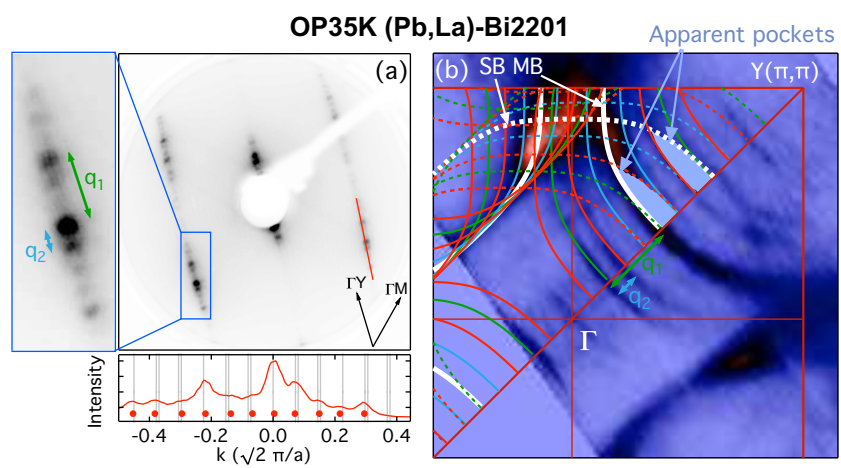 OP35K (Pb,La)-Bi2201
Apparent pockets
(a)
(b)
SB MB
Y(π,π)
q1
q2
ΓY
ΓM
q1
q2
Γ
Intensity
-0.4 -0.2 0.0 0.2 0.4
k (√2 π/a)